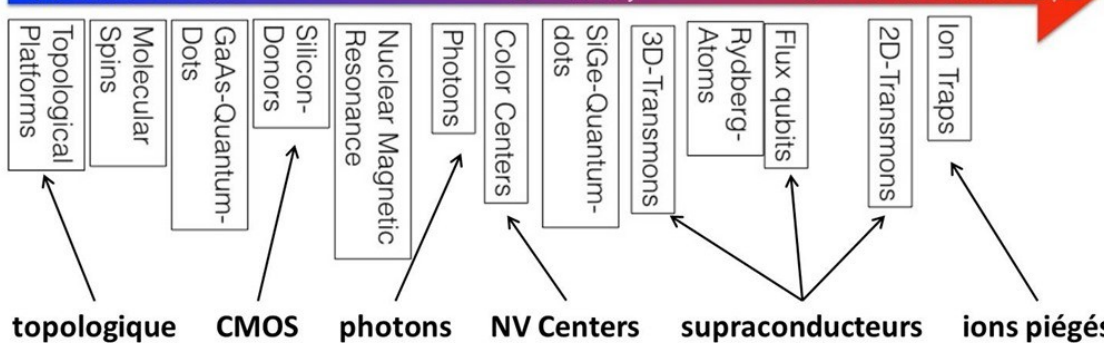 Topological
Platforms
Molecular
Spins
GaAs-Quantum-
Dots
Silicon-
Donors
Nuclear Magnetic
Resonance
Photons
Color Centers
SiGe-Quantum-
dots
3D-Transmons
Rydberg-
Atoms
Flux qubits
2D-Transmons
Ion Traps
topologique
CMOS
photons
NV Centers
supraconducteurs
ions piégés